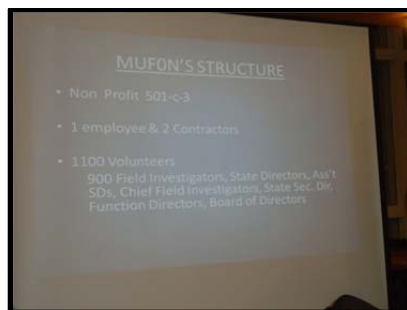 MUFON'S STRUCTURE
• Non Profit 501-c-3
• 1 employee & 2 Contractors
• 1100 Volunteers
900 Field Investigators, State Directors, Ass't
SDs, Chief Field Investigators, State Sec. Dir,
Function Directors, Board of Directors